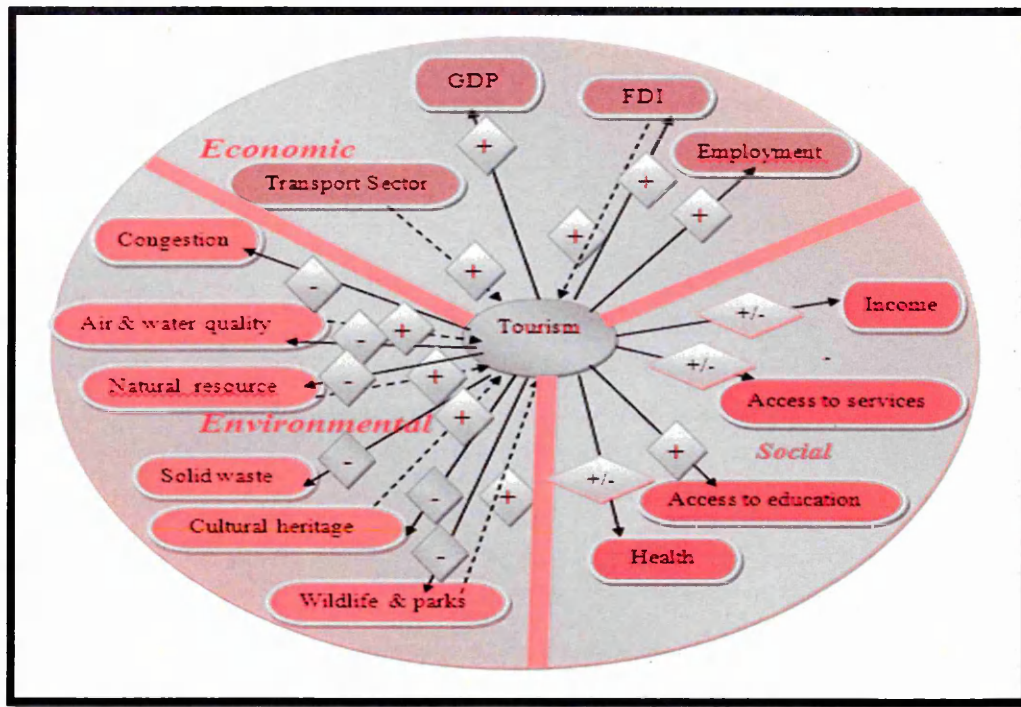 GDP
FDI
Economic
Employment
Transport Sector
+
+
+
+
+
Congestion
-
Income
+/-
Air & water quality
-
+
Tourism
+/-
-
Natural resource
-
+
Access to services
Environmental
+
Social
+
Solid waste
-
+/-
Access to education
Cultural heritage
-
+
Health
-
Wildlife & parks